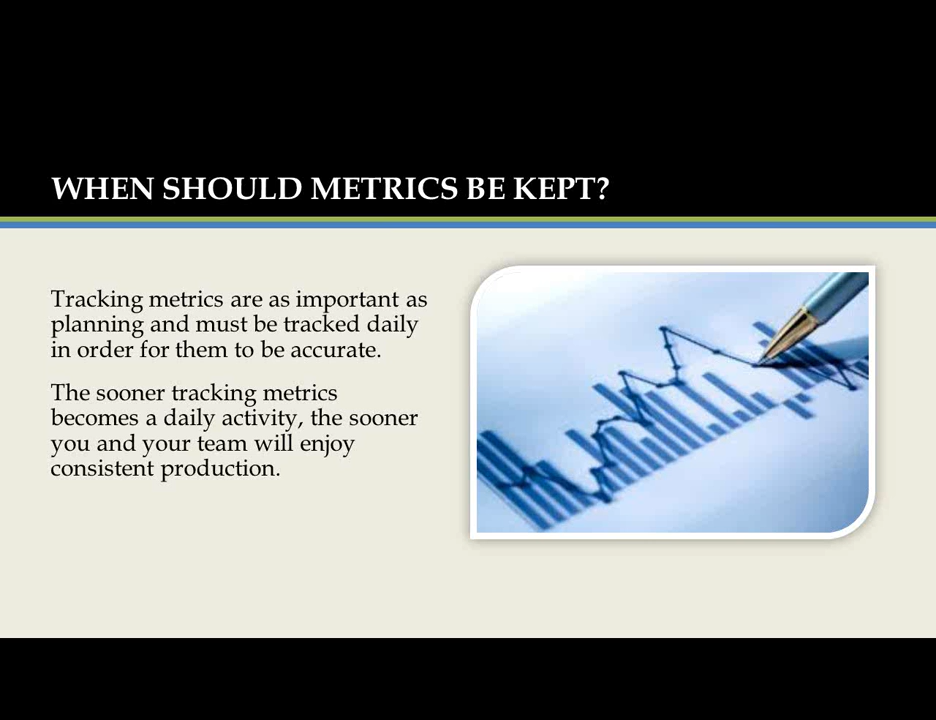 WHEN SHOULD METRICS BE KEPT?
Tracking metrics are as important as
planning and must be tracked daily
in order for them to be accurate.
The sooner tracking metrics
becomes a daily activity, the sooner
you and your team will enjoy
consistent production.